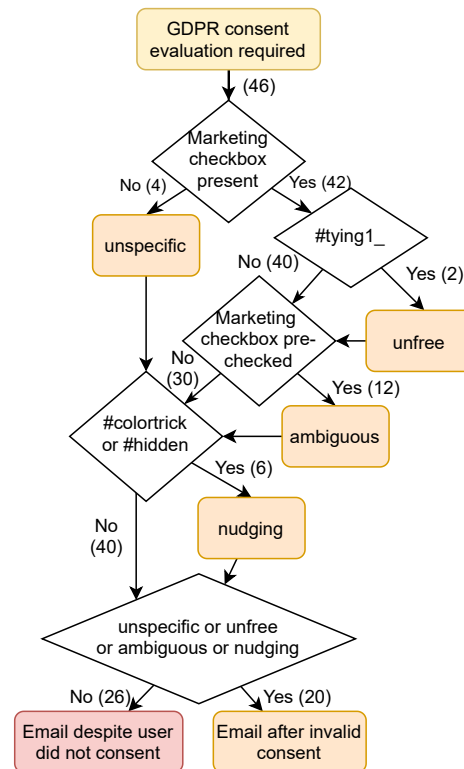 GDPR consent
evaluation required
(46)
Marketing
checkbox
present
No (4)
Yes (42)
unspecific
#tying1_
No (40)
Yes (2)
Marketing
checkbox pre-
checked
unfree
No
(30)
Yes (12)
#colortrick
or #hidden
ambiguous
Yes (6)
No
(40)
nudging
unspecific or unfree
or ambiguous or nudging
No (26)
Yes (20)
Email despite user
did not consent
Email after invalid
consent